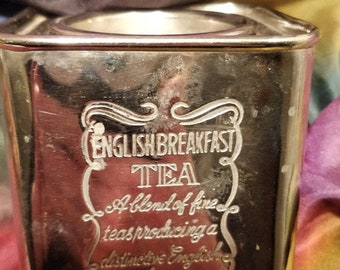 ENGLISH BREAKFAST
TEA
A blend of fine
teas producing a
distinctive English